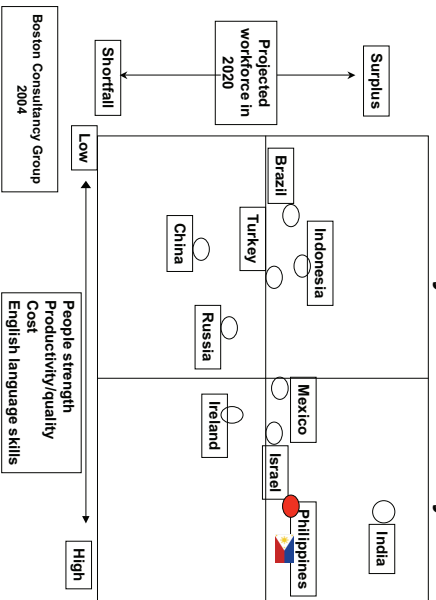 Surplus
India
Indonesia
Mexico
Philippines
Brazil
Israel
Projected
workforce in
2020
Turkey
Ireland
Russia
China
Shortfall
Low
High
People strength
Productivity/quality
Cost
English language skills
Boston Consultancy Group
2004